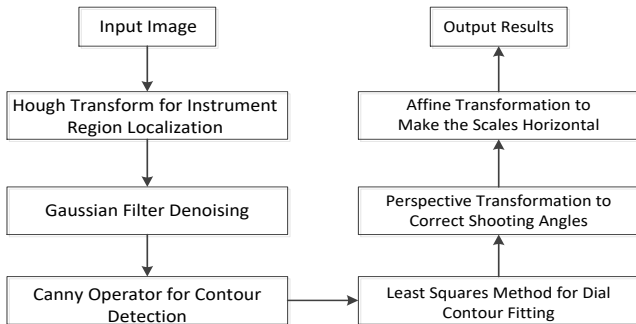 Input Image
Hough Transform for Instrument
Region Localization
Gaussian Filter Denoising
Canny Operator for Contour
Detection
Least Squares Method for Dial
Contour Fitting
Perspective Transformation to
Correct Shooting Angles
Affine Transformation to
Make the Scales Horizontal
Output Results